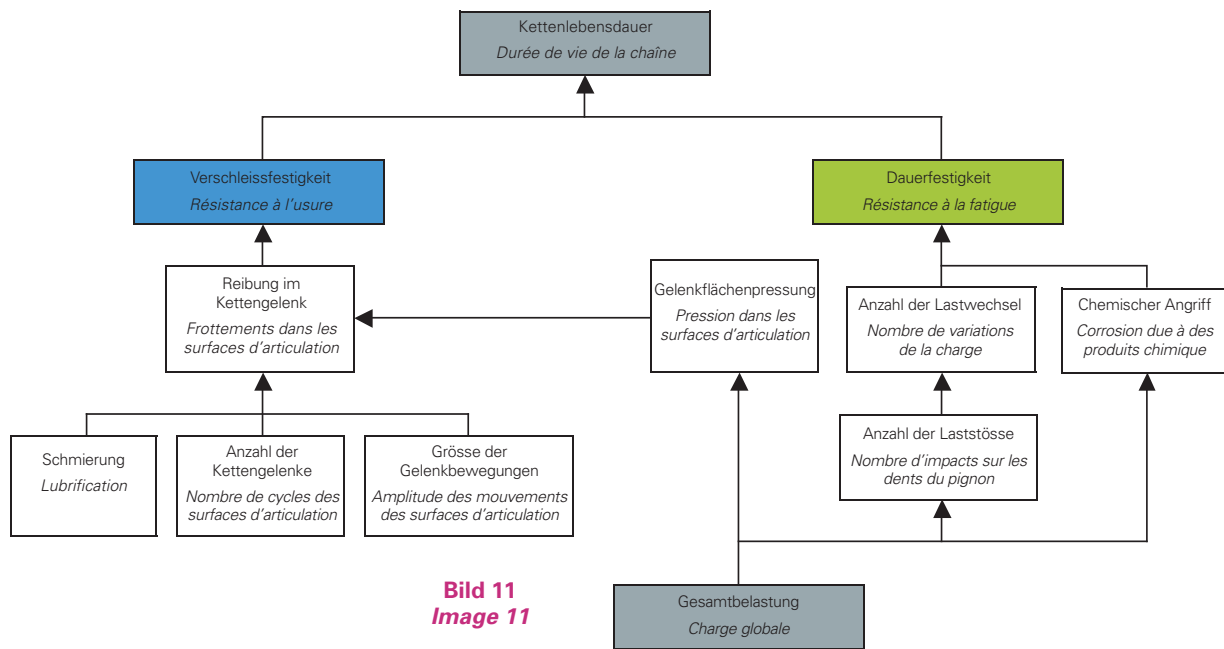 Kettenlebensdauer
Durée de vie de la chaîne
Verschleissfestigkeit
Résistance à l'usure
Dauerfestigkeit
Résistance à la fatigue
Reibung im
Kettengelenk
Frottements dans les
surfaces d'articulation
Gelenkflächenpressung
Pression dans les
surfaces d'articulation
Anzahl der Lastwechsel
Nombre de variations
de la charge
Chemischer Angriff
Corrosion due à des
produits chimique
Schmierung
Lubrification
Anzahl der
Kettengelenke
Nombre de cycles des
surfaces d'articulation
Grösse der
Gelenkbewegungen
Amplitude des mouvements
des surfaces d'articulation
Anzahl der Laststösse
Nombre d'impacts sur les
dents du pignon
Bild 11
Image 11
Gesamtbelastung
Charge globale